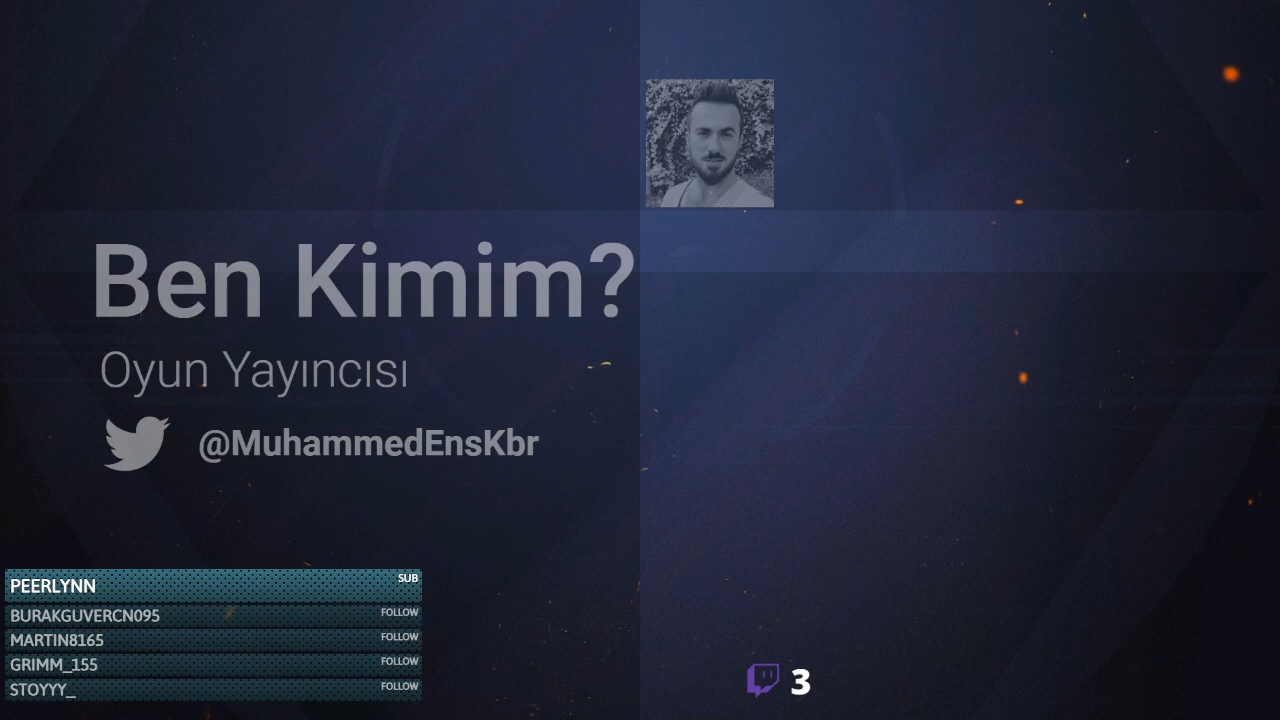 Ben Kimim?
Oyun Yayıncısı
@MuhammedEnsKbr
PEERLYNN SUB
BURAKGUVERCN095 FOLLOW
MARTIN8165 FOLLOW
GRIMM_155 FOLLOW
STOYYY_ FOLLOW
3